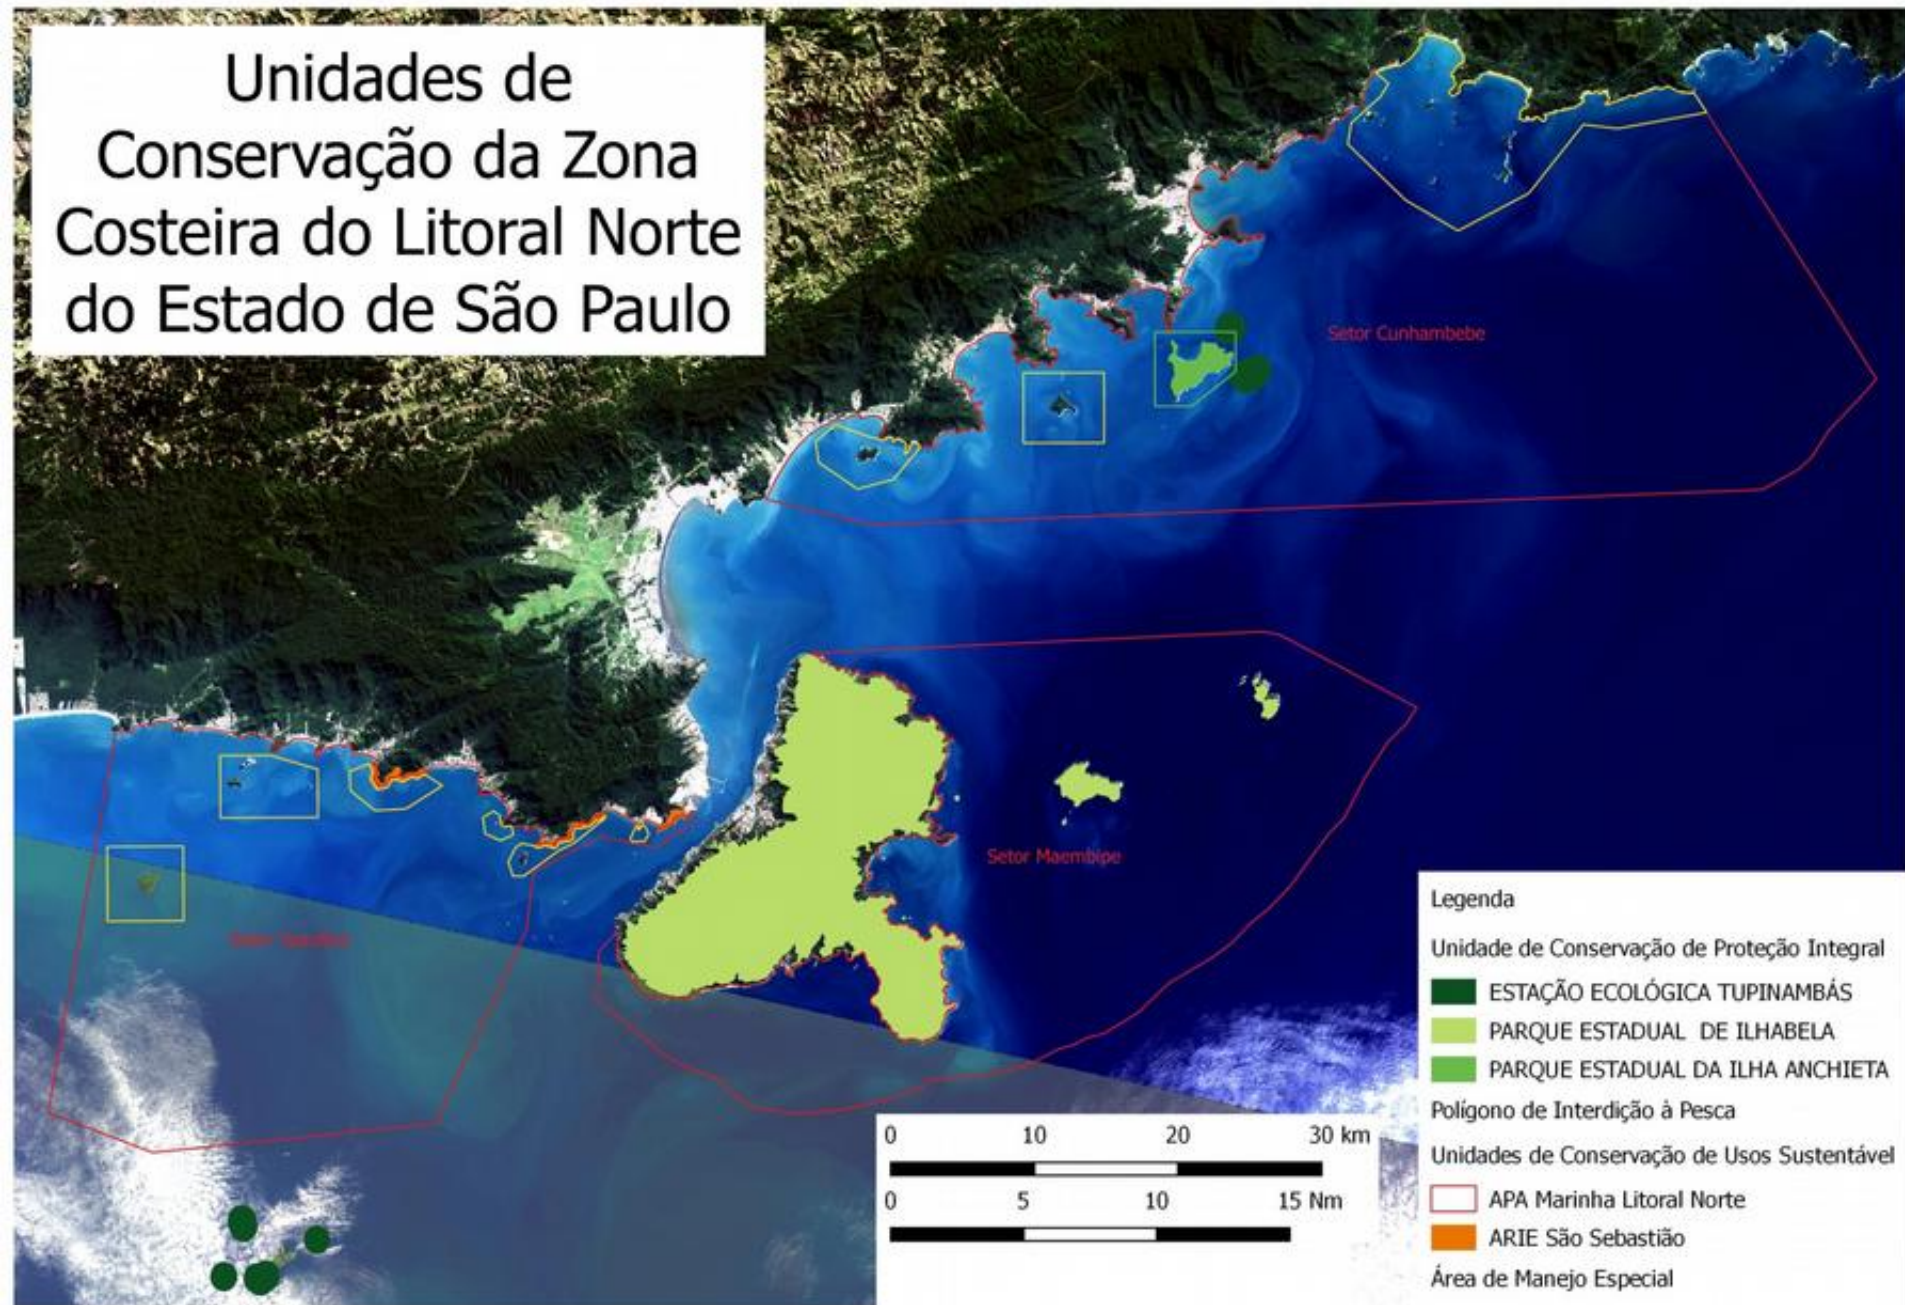 Unidades de
Conservação da Zona
Costeira do Litoral Norte
do Estado de São Paulo
Setor Cunhambebe
Setor Maembipe
Setor
Legenda
Unidade de Conservação de Proteção Integral
ESTAÇÃO ECOLÓGICA TUPINAMBÁS
PARQUE ESTADUAL DE ILHABELA
PARQUE ESTADUAL DA ILHA ANCHIETA
Polígono de Interdição à Pesca
Unidades de Conservação de Usos Sustentável
APA Marinha Litoral Norte
ARIE São Sebastião
Área de Manejo Especial
0 10 20 30 km
0 5 10 15 Nm